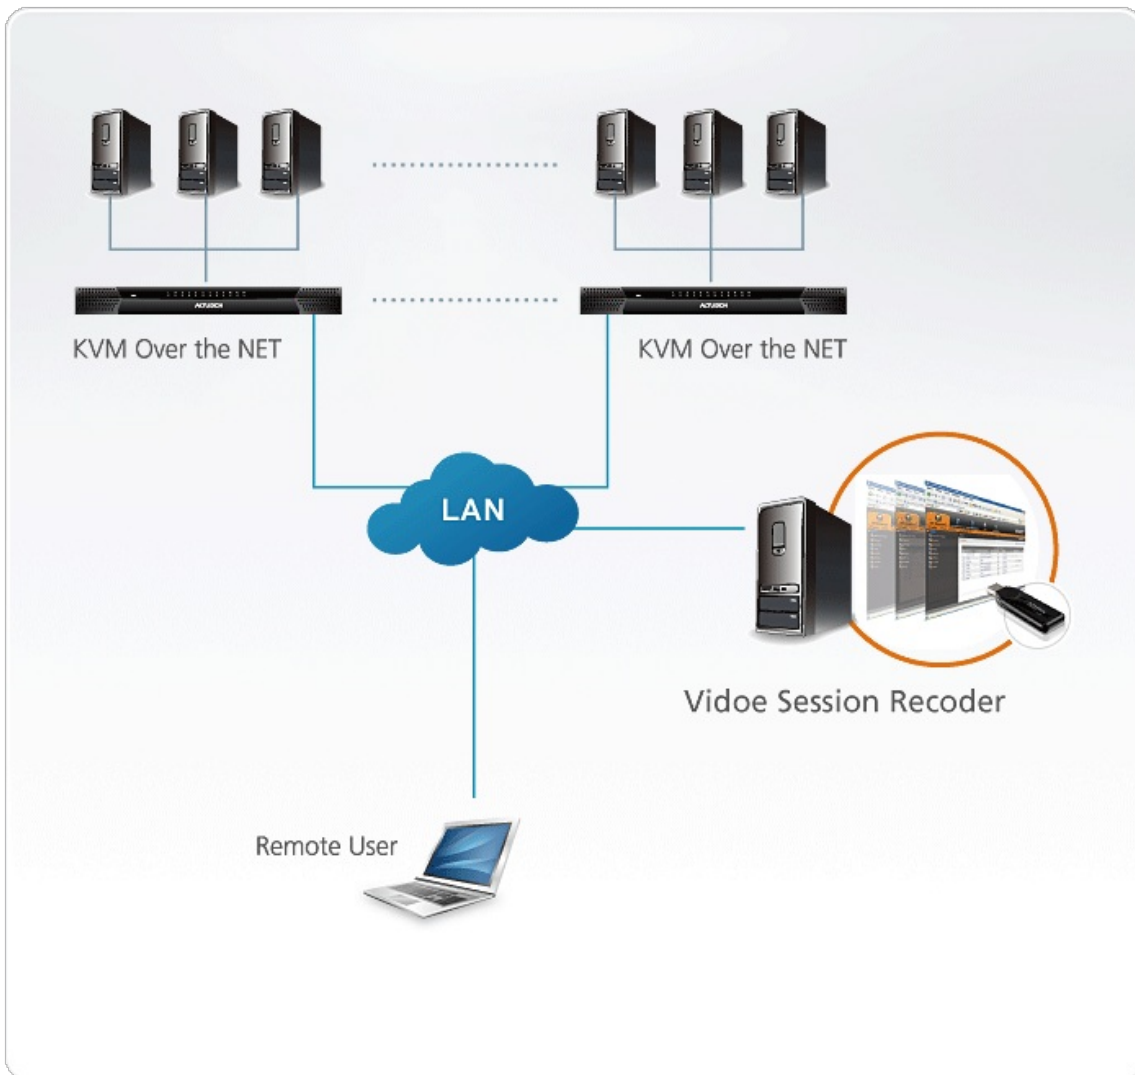 KVM Over the NET
KVM Over the NET
LAN
Vidoe Session Recoder
Remote User